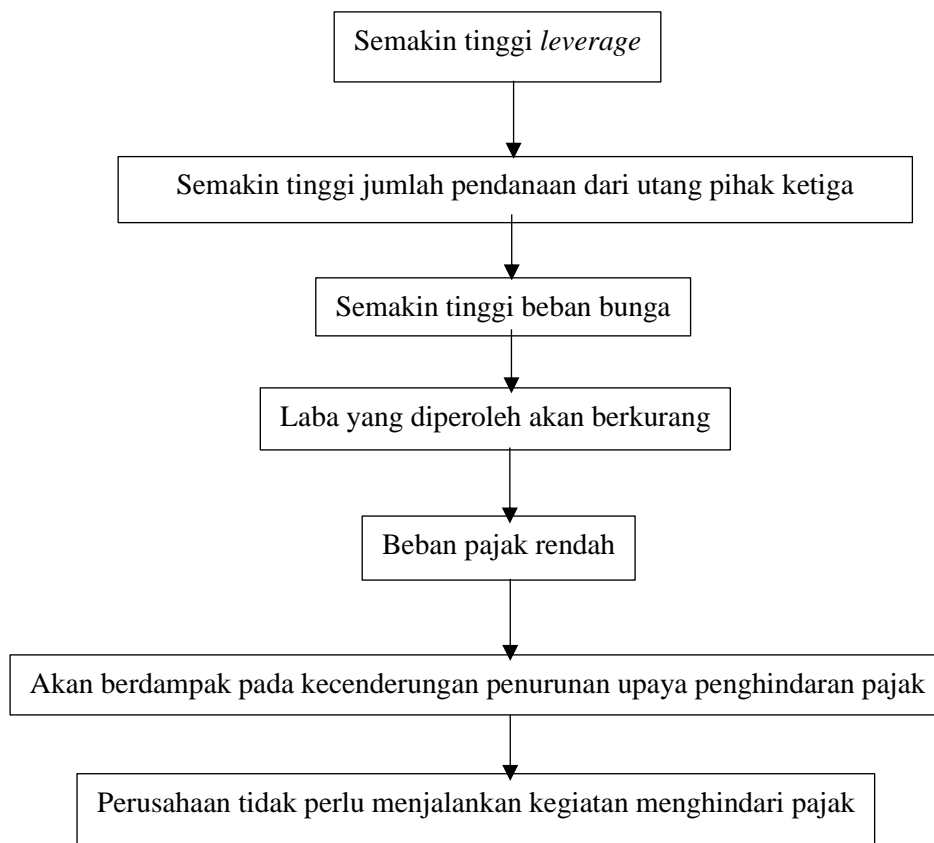 Semakin tinggi leverage
Semakin tinggi jumlah pendanaan dari utang pihak ketiga
Semakin tinggi beban bunga
Laba yang diperoleh akan berkurang
Beban pajak rendah
Akan berdampak pada kecenderungan penurunan upaya penghindaran pajak
Perusahaan tidak perlu menjalankan kegiatan menghindari pajak